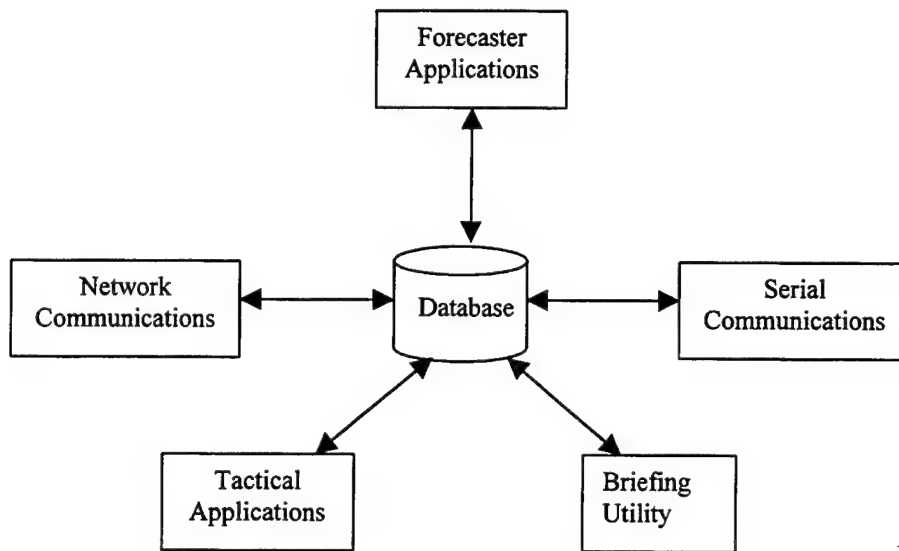 Forecaster
Applications
Network
Communications
Database
Serial
Communications
Tactical
Applications
Briefing
Utility